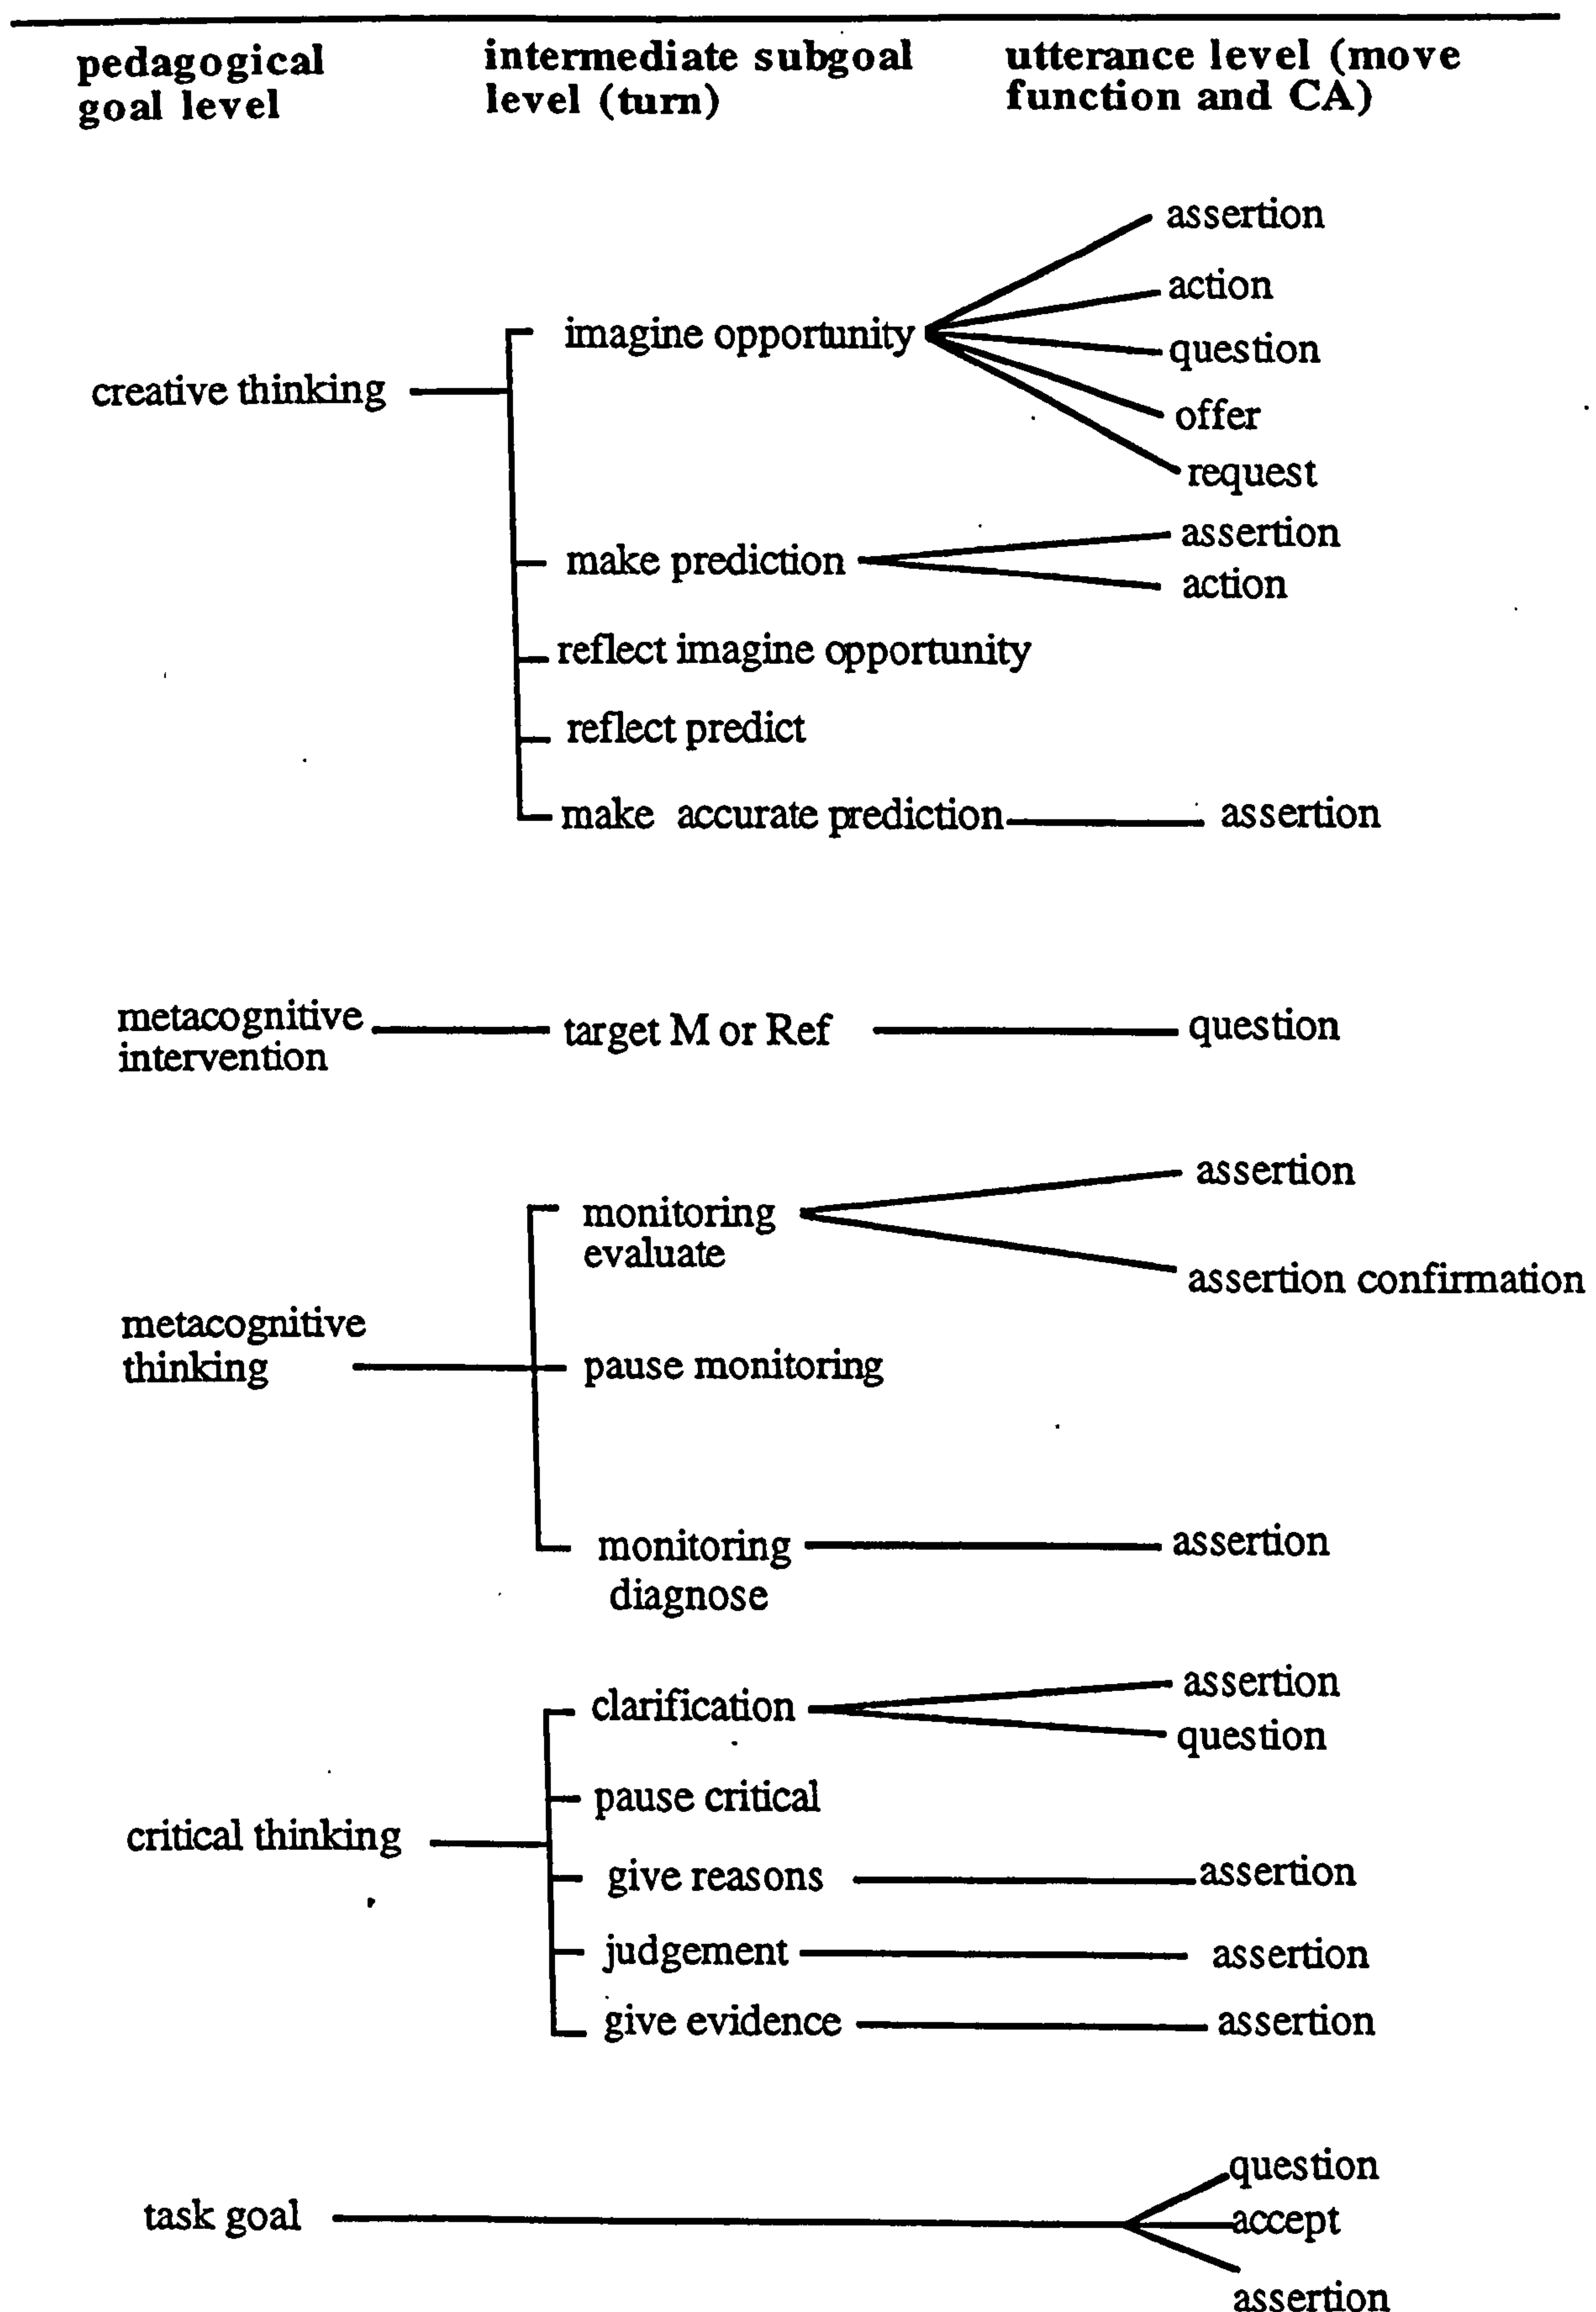 pedagogical
goal level
intermediate subgoal
level (turn)
utterance level (move
function and CA)
assertion
action
imagine opportunity
question
creative thinking
offer
request
assertion
make prediction
action
reflect imagine opportunity
reflect predict
make accurate prediction
assertion
metacognitive
intervention
target M or Ref
question
assertion
monitoring
evaluate
assertion confirmation
metacognitive
thinking
pause monitoring
monitoring
diagnose
assertion
clarification
assertion
question
pause critical
critical thinking
give reasons
assertion
judgement
assertion
give evidence
assertion
question
task goal
accept
assertion